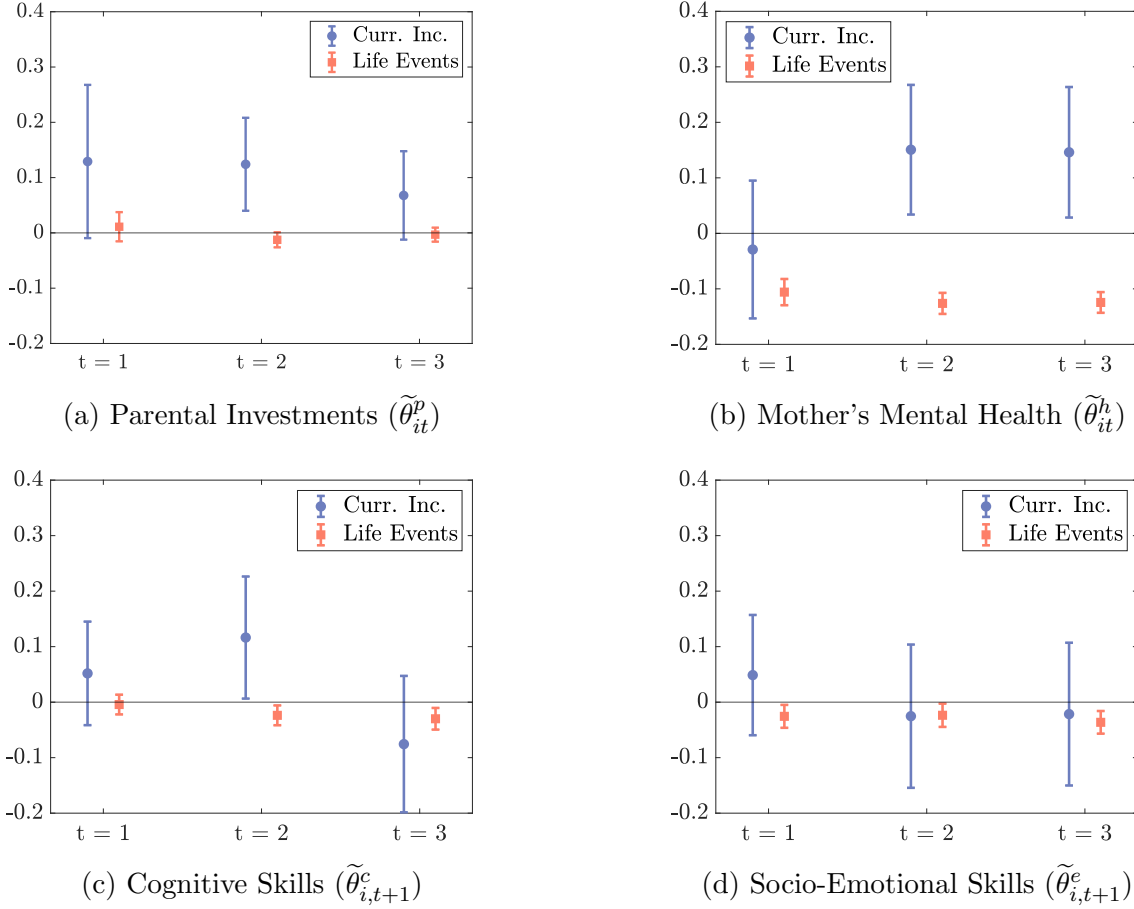 0.4
0.3
0.2
0.1
0
-0.1
-0.2
t = 1 t = 2 t = 3
Curr. Inc.
Life Events
(a) Parental Investments (θ̃ᵖᵢₜ)
0.4
0.3
0.2
0.1
0
-0.1
-0.2
t = 1 t = 2 t = 3
Curr. Inc.
Life Events
(b) Mother's Mental Health (θ̃ʰᵢₜ)
0.4
0.3
0.2
0.1
0
-0.1
-0.2
t = 1 t = 2 t = 3
Curr. Inc.
Life Events
(c) Cognitive Skills (θ̃ᶜᵢ,ₜ₊₁)
0.4
0.3
0.2
0.1
0
-0.1
-0.2
t = 1 t = 2 t = 3
Curr. Inc.
Life Events
(d) Socio-Emotional Skills (θ̃ᵉᵢ,ₜ₊₁)